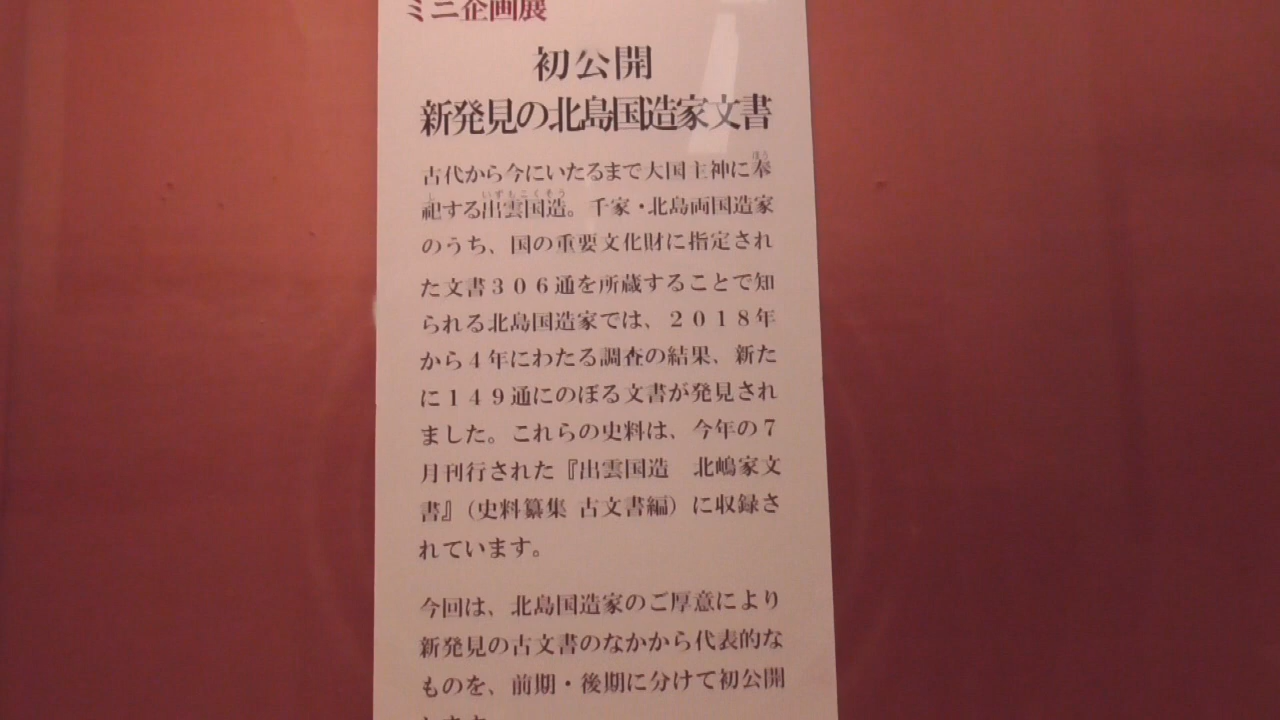 ミニ企画展
初公開
新発見の北島国造家文書
古代から今にいたるまで大国主神に奉
祀する出雲国造。千家・北島両国造家
のうち、国の重要文化財に指定され
た文書３０６通を所蔵することで知
られる北島国造家では、２０１８年
から４年にわたる調査の結果、新た
に１４９通にのぼる文書が発見され
ました。これらの史料は、今年の７
月刊行された『出雲国造　北嶋家文
書』（史料纂集 古文書編）に収録さ
れています。
今回は、北島国造家のご厚意により
新発見の古文書のなかから代表的な
ものを、前期・後期に分けて初公開